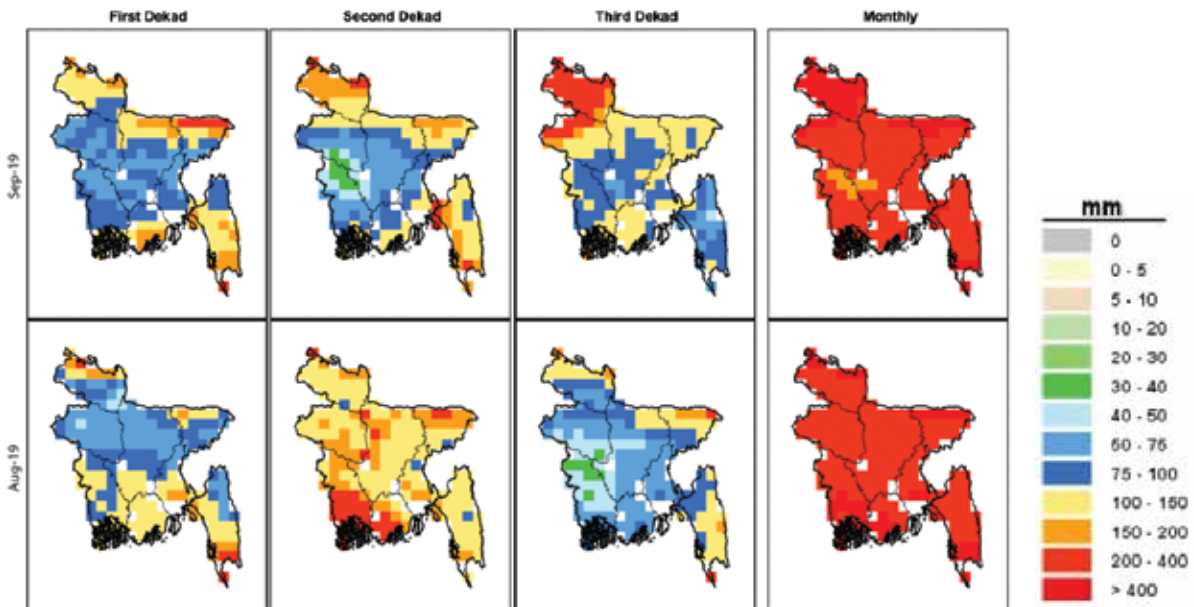 First Dekad Second Dekad Third Dekad Monthly
Sep-19
Aug-19
mm
0
0 - 5
5 - 10
10 - 20
20 - 30
30 - 40
40 - 50
50 - 75
75 - 100
100 - 150
150 - 200
200 - 400
> 400